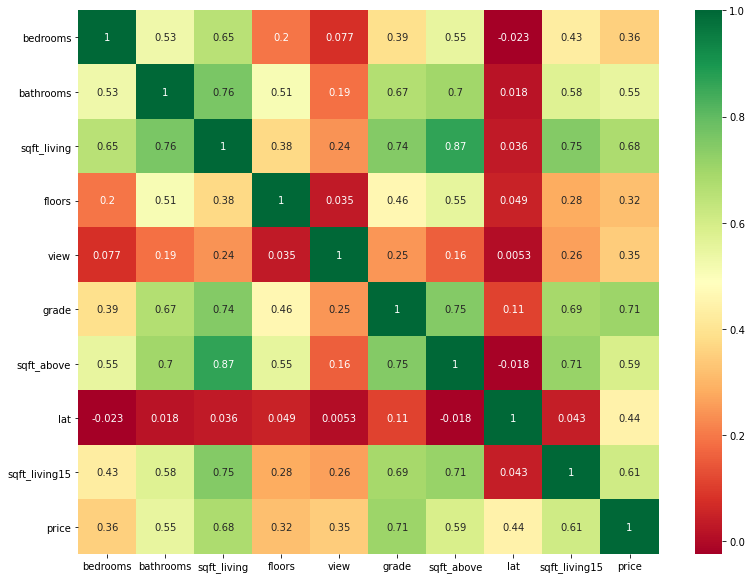 bedrooms 1 0.53 0.65 0.2 0.077 0.39 0.55 -0.023 0.43 0.36
bathrooms 0.53 1 0.76 0.51 0.19 0.67 0.7 0.018 0.58 0.55
sqft_living 0.65 0.76 1 0.38 0.24 0.74 0.87 0.036 0.75 0.68
floors 0.2 0.51 0.38 1 0.035 0.46 0.55 0.049 0.28 0.32
view 0.077 0.19 0.24 0.035 1 0.25 0.16 0.0053 0.26 0.35
grade 0.39 0.67 0.74 0.46 0.25 1 0.75 0.11 0.69 0.71
sqft_above 0.55 0.7 0.87 0.55 0.16 0.75 1 -0.018 0.71 0.59
lat -0.023 0.018 0.036 0.049 0.0053 0.11 -0.018 1 0.043 0.44
sqft_living15 0.43 0.58 0.75 0.28 0.26 0.69 0.71 0.043 1 0.61
price 0.36 0.55 0.68 0.32 0.35 0.71 0.59 0.44 0.61 1
bedrooms bathrooms sqft_living floors view grade sqft_above lat sqft_living15 price
1.0
0.8
0.6
0.4
0.2
0.0